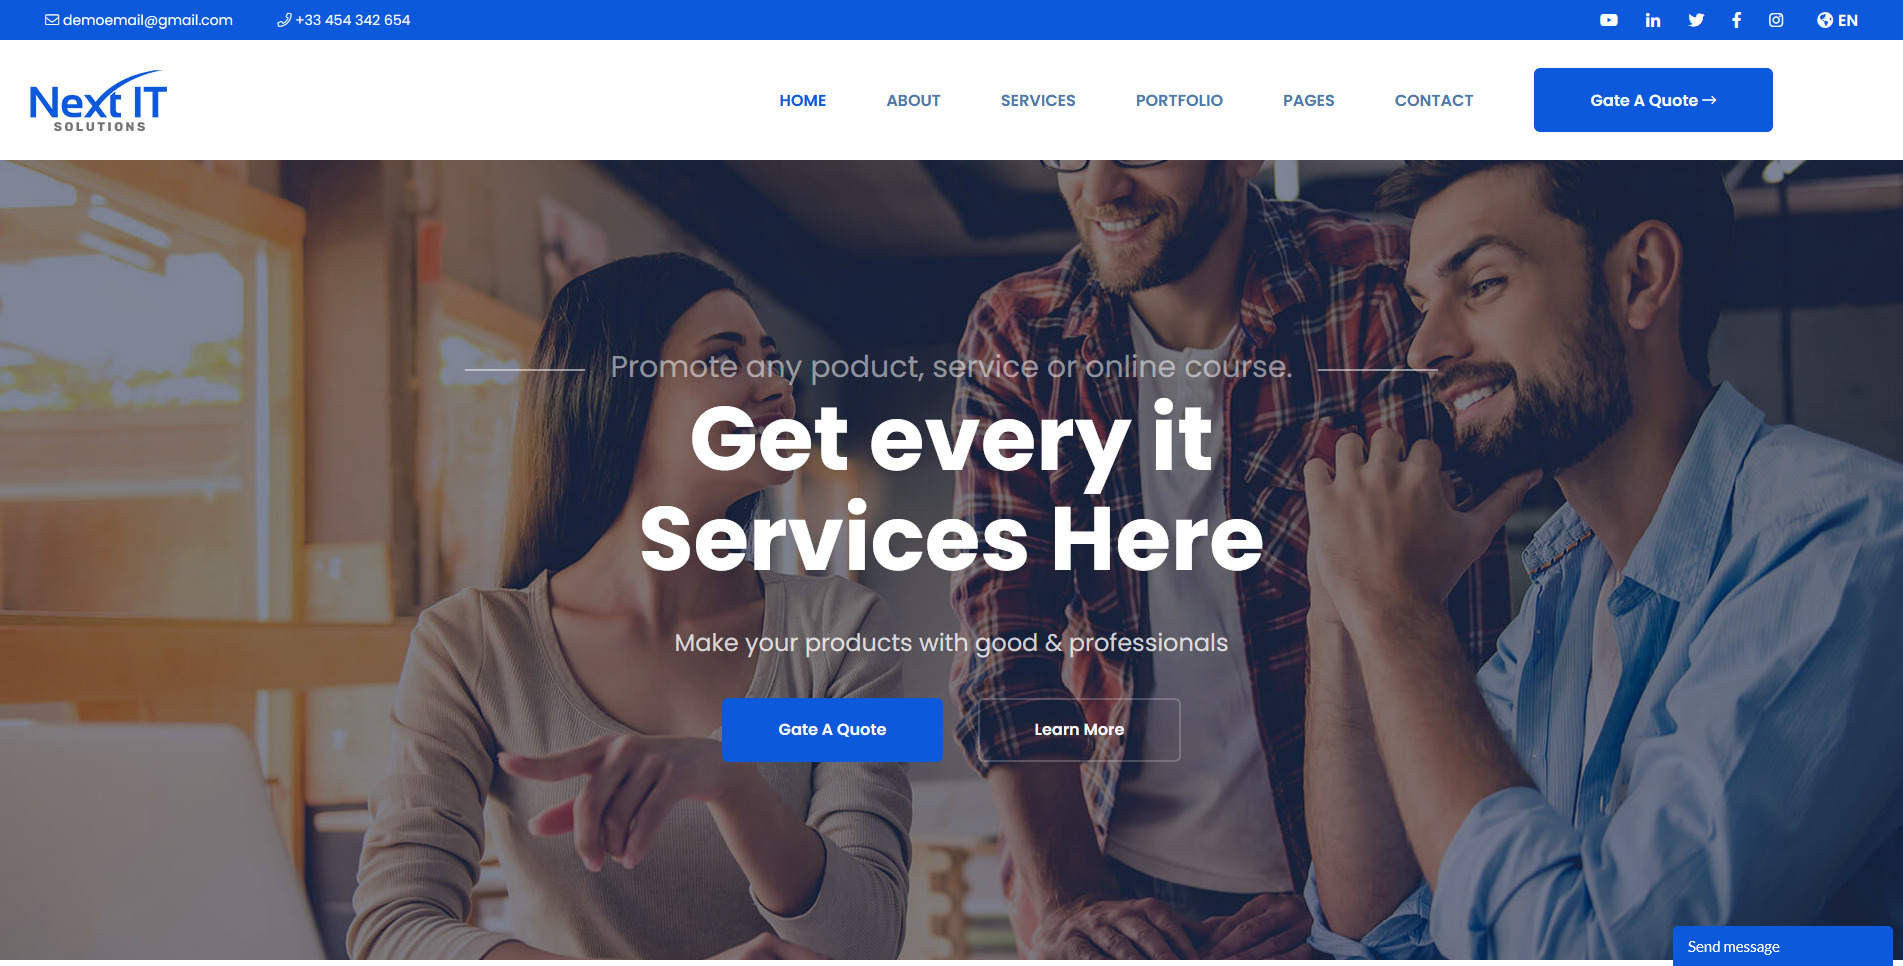 demoemail@gmail.com
+33 454 342 654
EN
Next IT
SOLUTIONS
HOME
ABOUT
SERVICES
PORTFOLIO
PAGES
CONTACT
Gate A Quote →
Promote any poduct, service or online course.
Get every it
Services Here
Make your products with good & professionals
Gate A Quote
Learn More
Send message